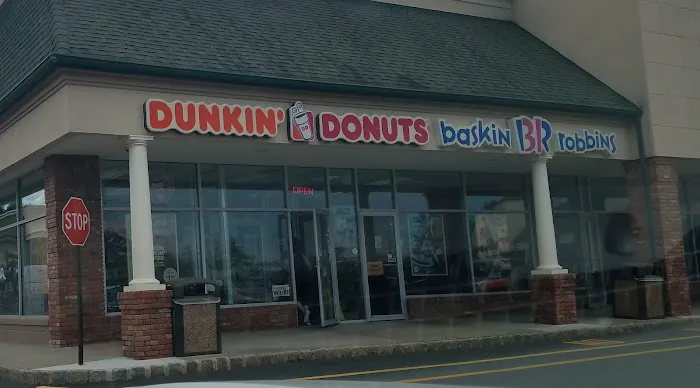 DUNKIN' DONUTS
baskin BR robbins
OPEN
STOP